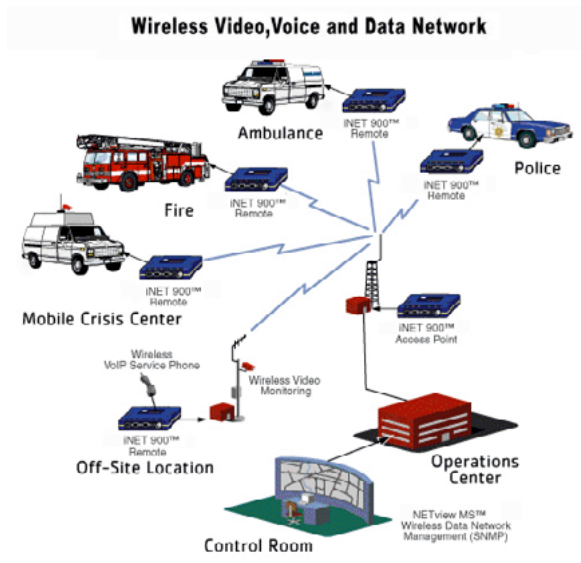 Wireless Video,Voice and Data Network
Ambulance
iNET 900™
Remote
Police
iNET 900™
Remote
Fire
iNET 900™
Remote
Mobile Crisis Center
iNET 900™
Remote
iNET 900™
Access Point
Wireless
VoIP Service Phone
Wireless Video
Monitoring
iNET 900™
Remote
Off-Site Location
Operations
Center
Control Room
NETview MS™
Wireless Data Network
Management (SNMP)